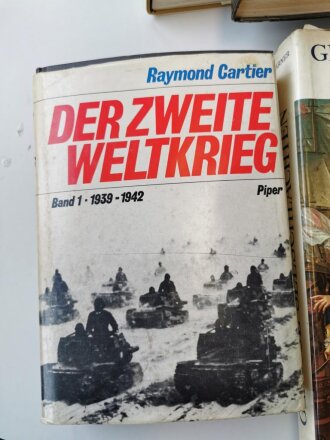 Raymond Cartier
DER ZWEITE
WELTKRIEG
Band 1 · 1939-1942
Piper